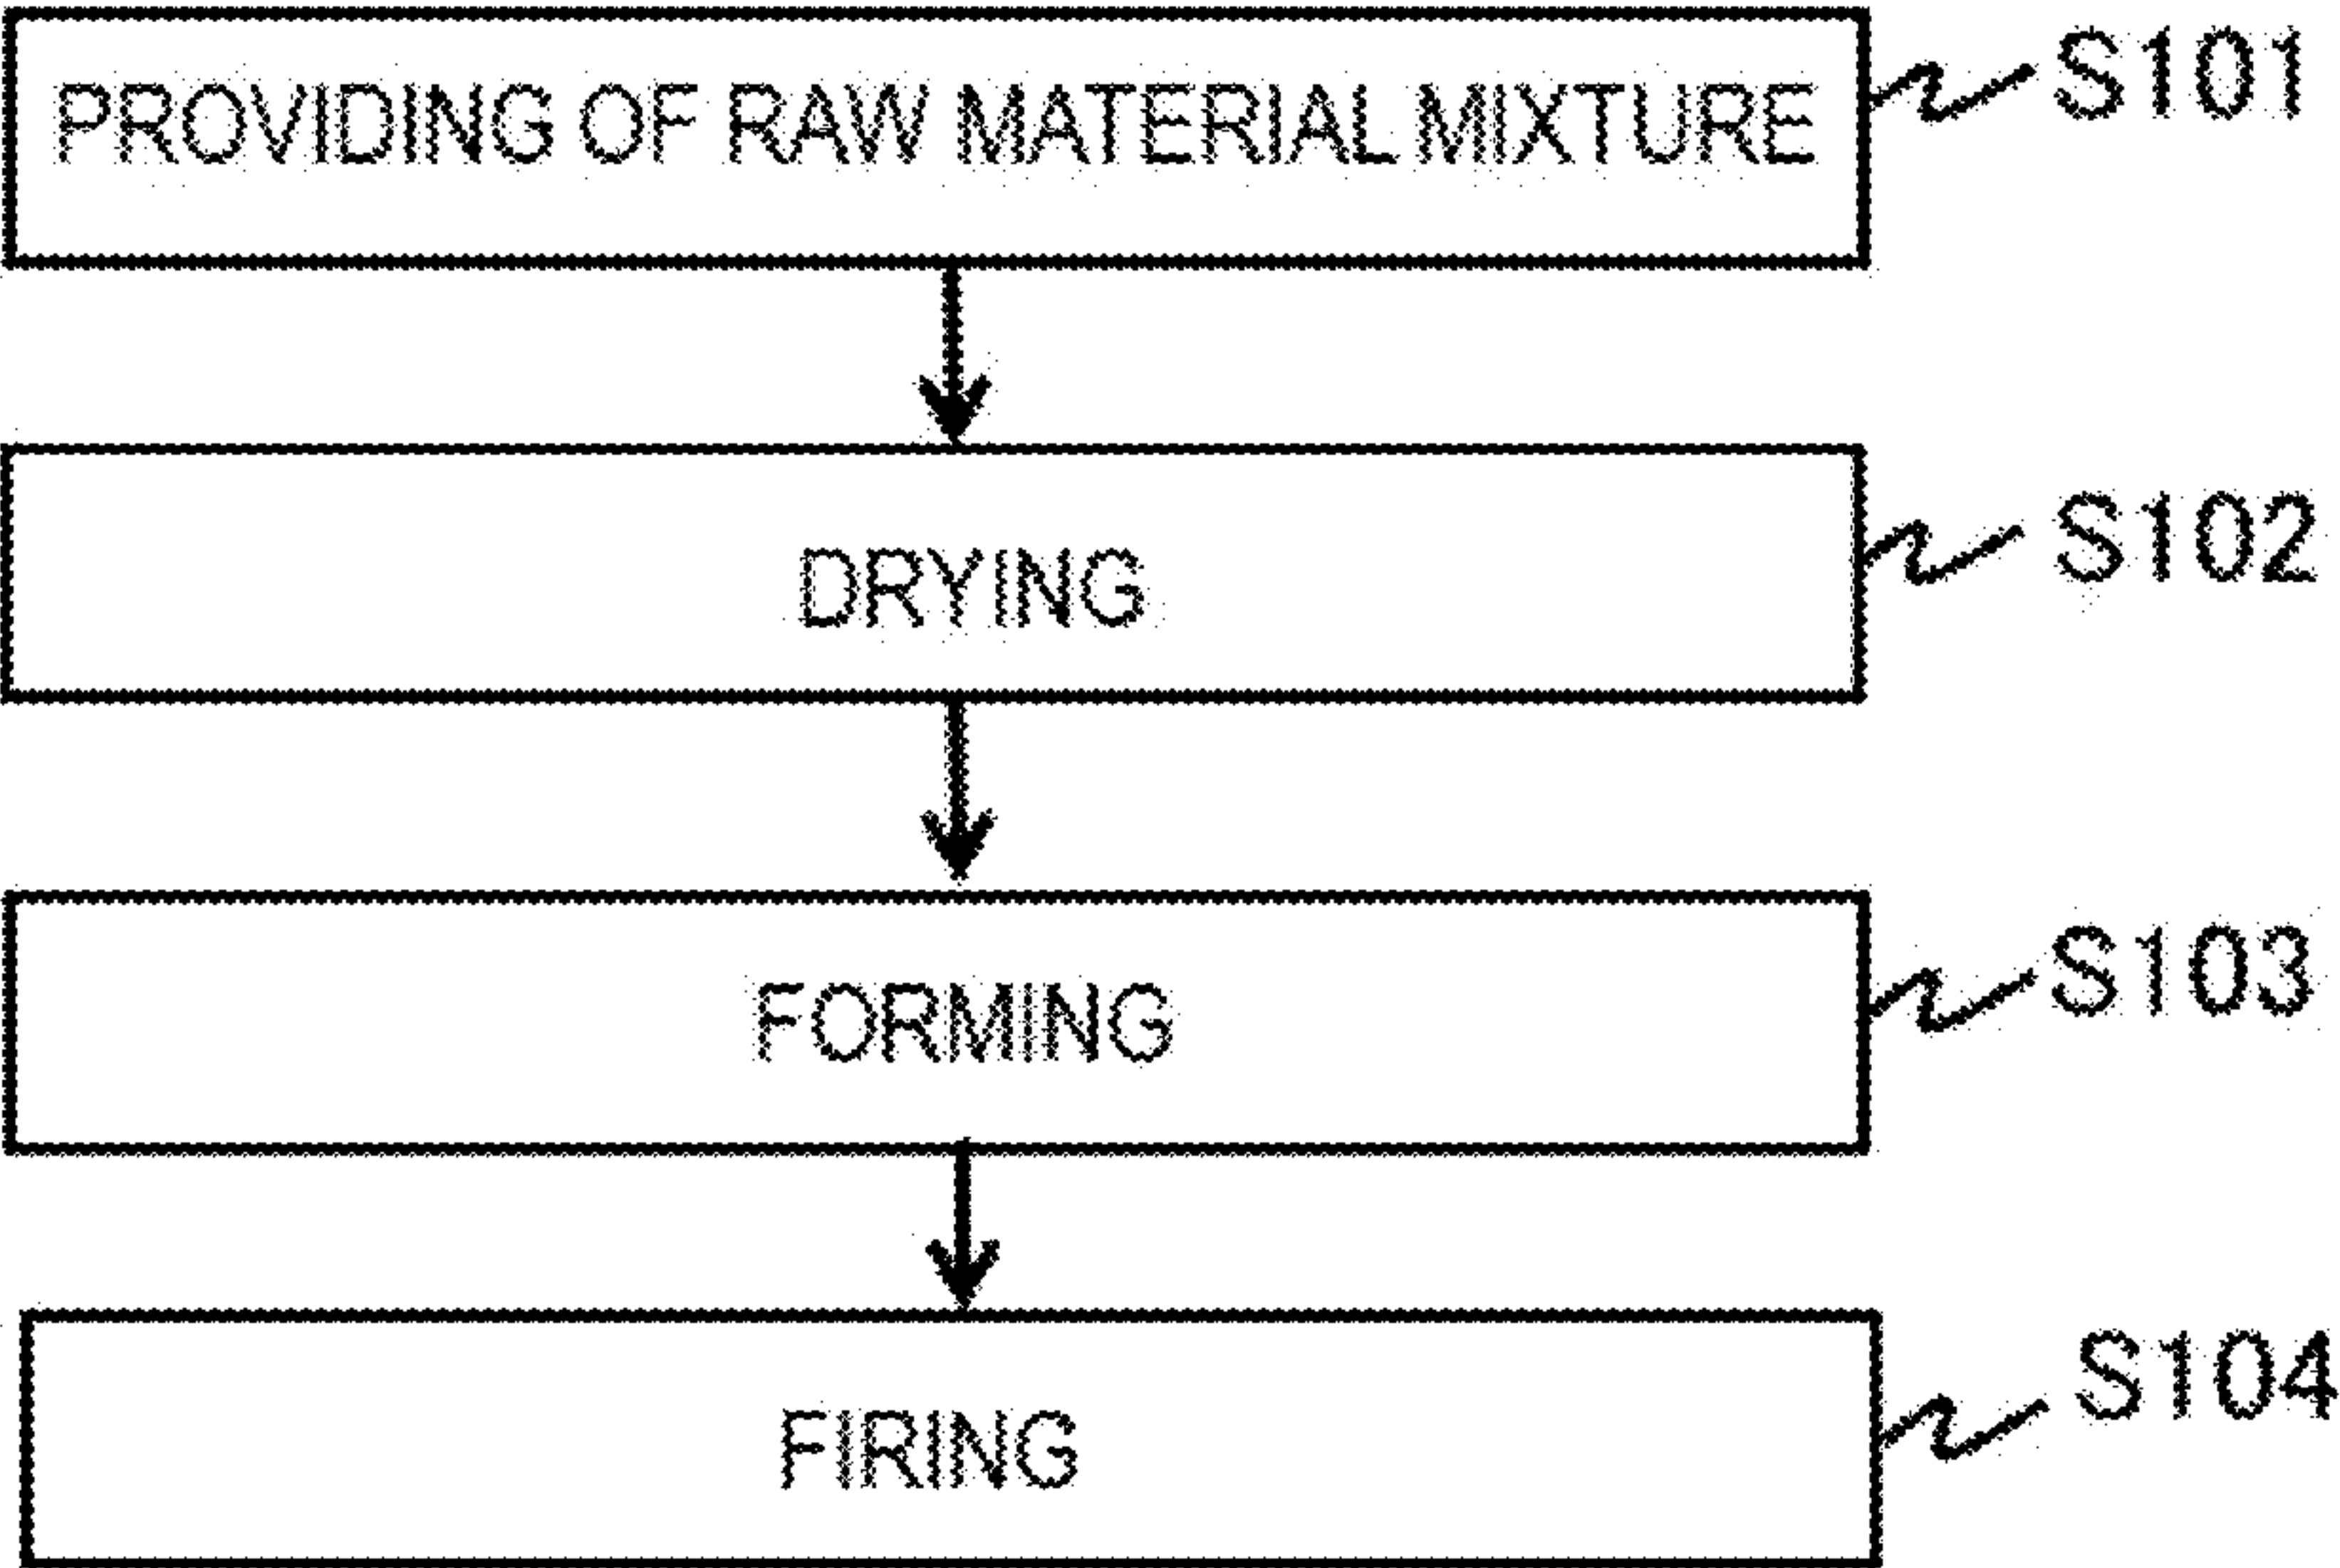 PROVIDING OF RAW MATERIAL MIXTURE
S101
DRYING
S102
FORMING
S103
FIRING
S104